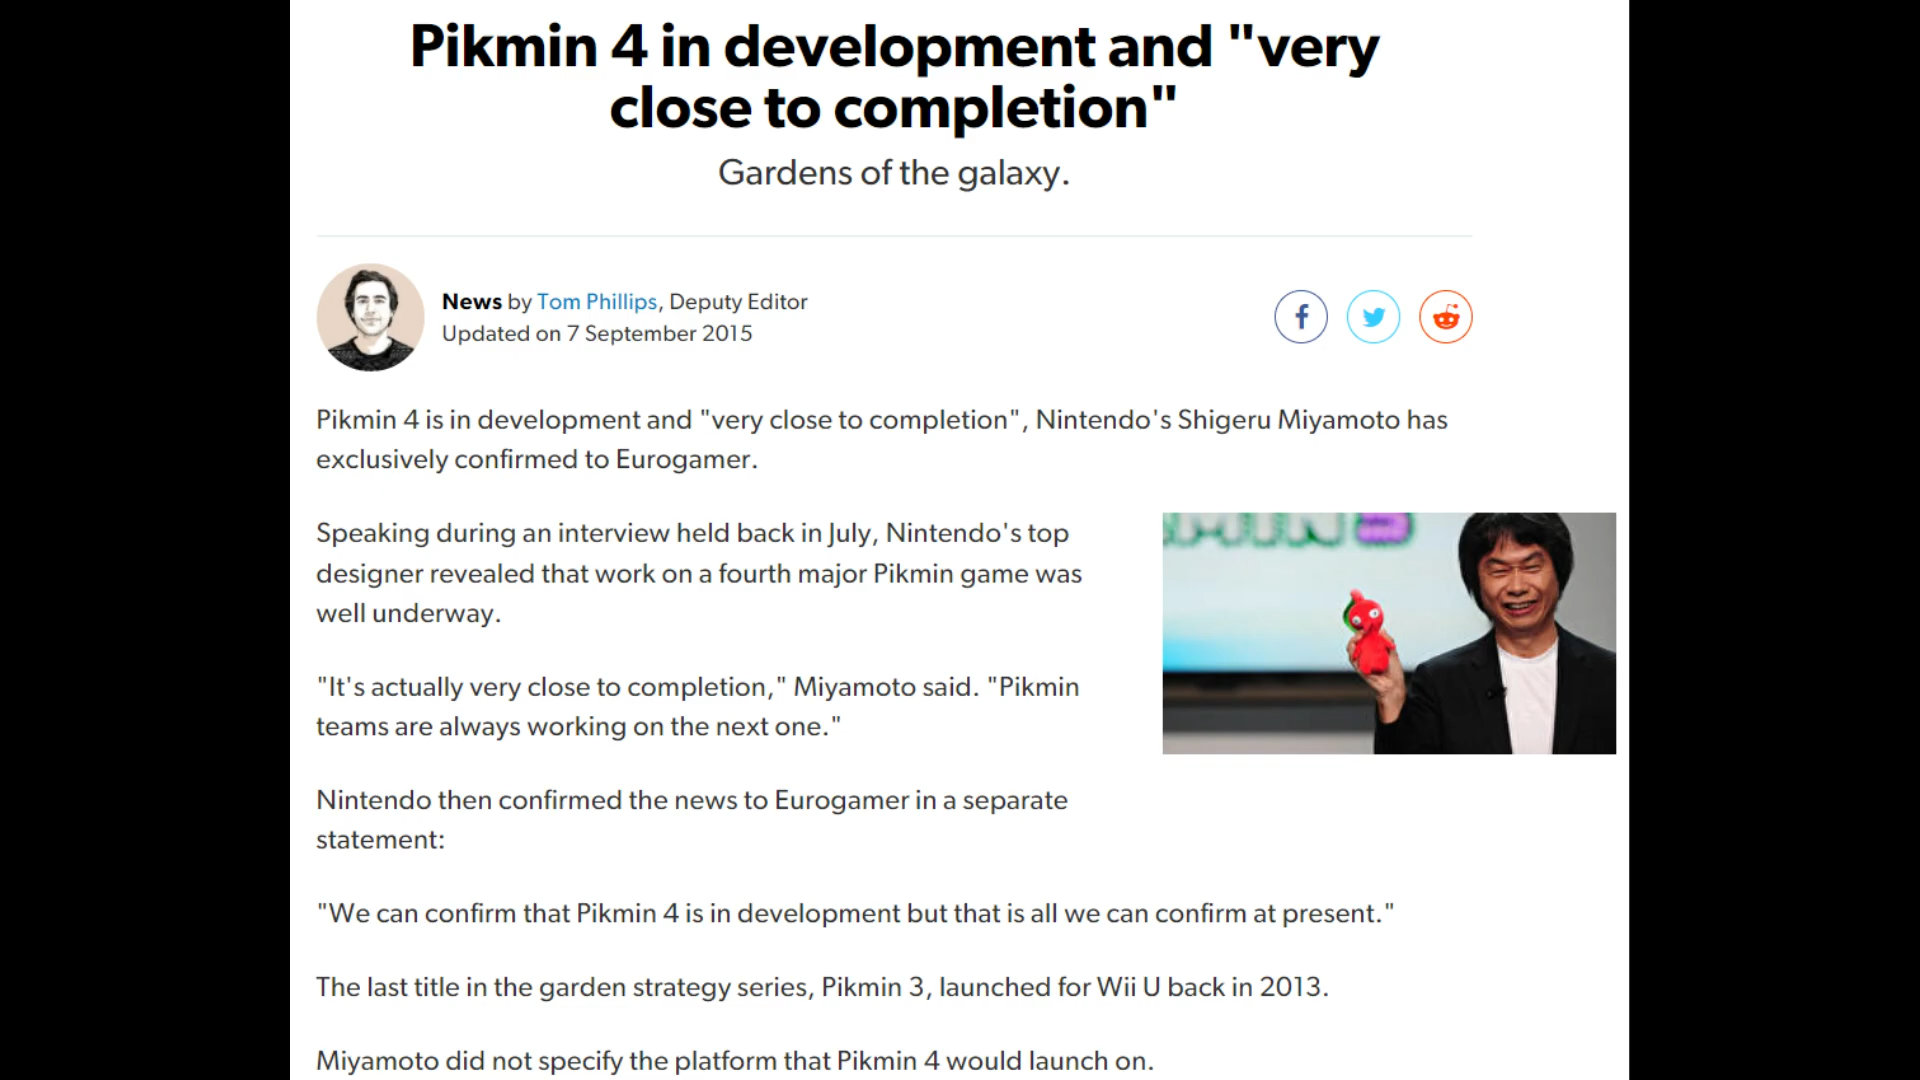 Pikmin 4 in development and "very
close to completion"
Gardens of the galaxy.
News by Tom Phillips, Deputy Editor
Updated on 7 September 2015
Pikmin 4 is in development and "very close to completion", Nintendo's Shigeru Miyamoto has
exclusively confirmed to Eurogamer.
Speaking during an interview held back in July, Nintendo's top
designer revealed that work on a fourth major Pikmin game was
well underway.
"It's actually very close to completion," Miyamoto said. "Pikmin
teams are always working on the next one."
Nintendo then confirmed the news to Eurogamer in a separate
statement:
"We can confirm that Pikmin 4 is in development but that is all we can confirm at present."
The last title in the garden strategy series, Pikmin 3, launched for Wii U back in 2013.
Miyamoto did not specify the platform that Pikmin 4 would launch on.